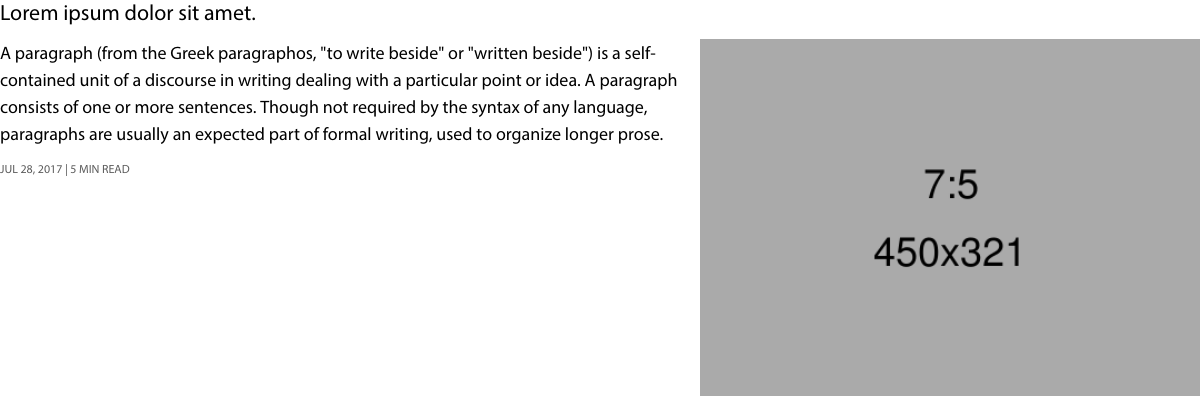 Lorem ipsum dolor sit amet.
A paragraph (from the Greek paragraphos, "to write beside" or "written beside") is a self-
contained unit of a discourse in writing dealing with a particular point or idea. A paragraph
consists of one or more sentences. Though not required by the syntax of any language,
paragraphs are usually an expected part of formal writing, used to organize longer prose.
JUL 28, 2017 | 5 MIN READ
7:5
450x321